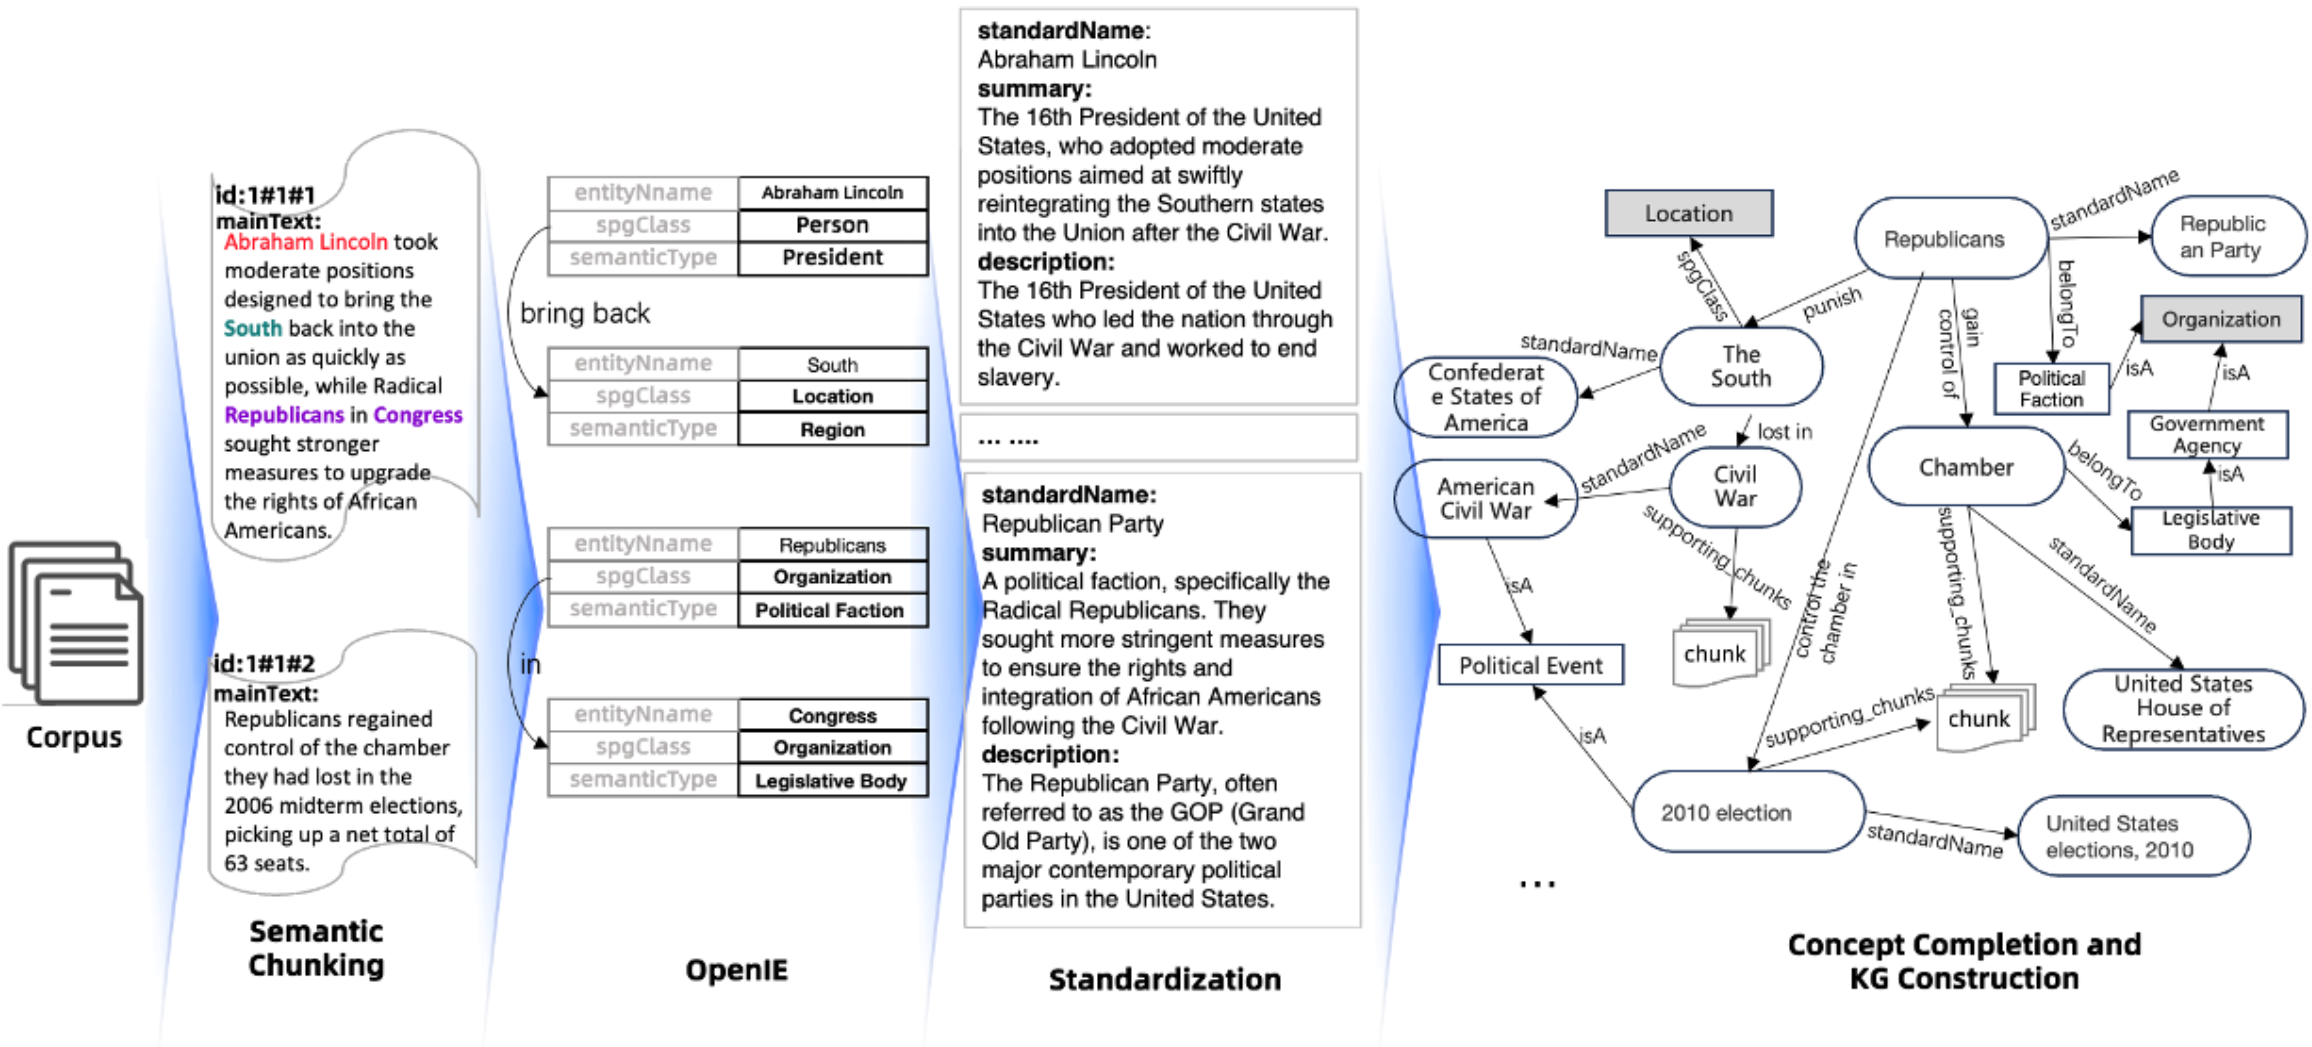 Corpus
id:1#1#1
mainText:
Abraham Lincoln took
moderate positions
designed to bring the
South back into the
union as quickly as
possible, while Radical
Republicans in Congress
sought stronger
measures to upgrade
the rights of African
Americans.
id:1#1#2
mainText:
Republicans regained
control of the chamber
they had lost in the
2006 midterm elections,
picking up a net total of
63 seats.
Semantic
Chunking
entityNname Abraham Lincoln
spgClass Person
semanticType President
bring back
entityNname South
spgClass Location
semanticType Region
entityNname Republicans
spgClass Organization
semanticType Political Faction
in
entityNname Congress
spgClass Organization
semanticType Legislative Body
OpenIE
standardName:
Abraham Lincoln
summary:
The 16th President of the United
States, who adopted moderate
positions aimed at swiftly
reintegrating the Southern states
into the Union after the Civil War.
description:
The 16th President of the United
States who led the nation through
the Civil War and worked to end
slavery.
... ....
standardName:
Republican Party
summary:
A political faction, specifically the
Radical Republicans. They
sought more stringent measures
to ensure the rights and
integration of African Americans
following the Civil War.
description:
The Republican Party, often
referred to as the GOP (Grand
Old Party), is one of the two
major contemporary political
parties in the United States.
Standardization
Location
spgClass
Republicans
standardName
Republic
an Party
punish
gain
control of
belongTo
Organization
The
South
standardName
Confederat
e States of
America
Political
Faction
isA
isA
Government
Agency
isA
lost in
Civil
War
standardName
American
Civil War
Chamber
belongTo
Legislative
Body
supporting_chunks
chunk
isA
Political Event
control the
chamber in
supporting_chunks
standardName
United States
House of
Representatives
chunk
supporting_chunks
isA
2010 election
standardName
United States
elections, 2010
...
Concept Completion and
KG Construction